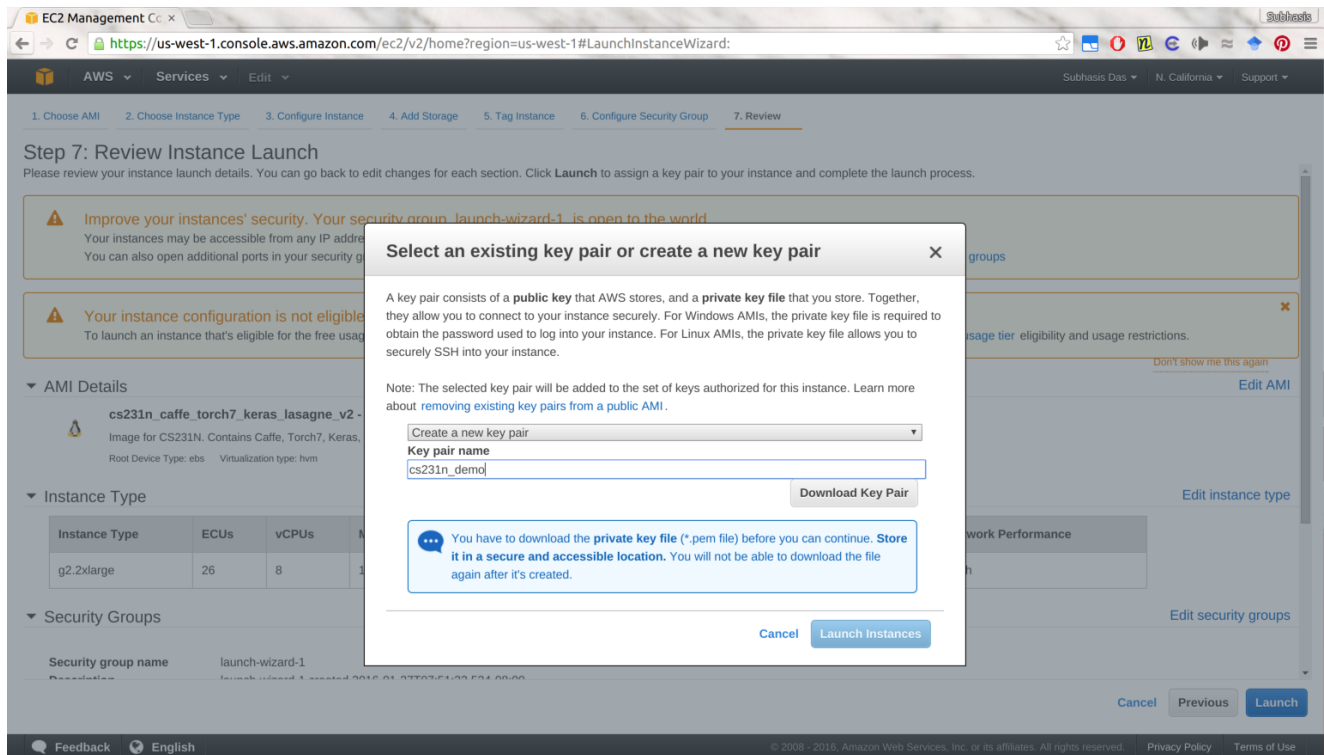 EC2 Management Co
Subhasis
https://us-west-1.console.aws.amazon.com/ec2/v2/home?region=us-west-1#LaunchInstanceWizard:
AWS Services Edit Subhasis Das N. California Support
1. Choose AMI 2. Choose Instance Type 3. Configure Instance 4. Add Storage 5. Tag Instance 6. Configure Security Group 7. Review
Step 7: Review Instance Launch
Please review your instance launch details. You can go back to edit changes for each section. Click Launch to assign a key pair to your instance and complete the launch process.
Improve your instances' security. Your security group, launch-wizard-1, is open to the world.
Your instances may be accessible from any IP addre
You can also open additional ports in your security g
groups
Your instance configuration is not eligible
To launch an instance that's eligible for the free usag
usage tier eligibility and usage restrictions.
Don't show me this again
AMI Details
Edit AMI
cs231n_caffe_torch7_keras_lasagne_v2 -
Image for CS231N. Contains Caffe, Torch7, Keras,
Root Device Type: ebs Virtualization type: hvm
Instance Type
Edit instance type
Instance Type ECUs vCPUs M
work Performance
g2.2xlarge 26 8 1
h
Security Groups
Edit security groups
Security group name launch-wizard-1
Description launch-wizard-1 created 2016-01-27T07:51:22.524-08:00
Select an existing key pair or create a new key pair
A key pair consists of a public key that AWS stores, and a private key file that you store. Together,
they allow you to connect to your instance securely. For Windows AMIs, the private key file is required to
obtain the password used to log into your instance. For Linux AMIs, the private key file allows you to
securely SSH into your instance.
Note: The selected key pair will be added to the set of keys authorized for this instance. Learn more
about removing existing key pairs from a public AMI.
Create a new key pair
Key pair name
cs231n_demo
Download Key Pair
You have to download the private key file (*.pem file) before you can continue. Store
it in a secure and accessible location. You will not be able to download the file
again after it's created.
Cancel Launch Instances
Cancel Previous Launch
Feedback English © 2008 - 2016, Amazon Web Services, Inc. or its affiliates. All rights reserved. Privacy Policy Terms of Use